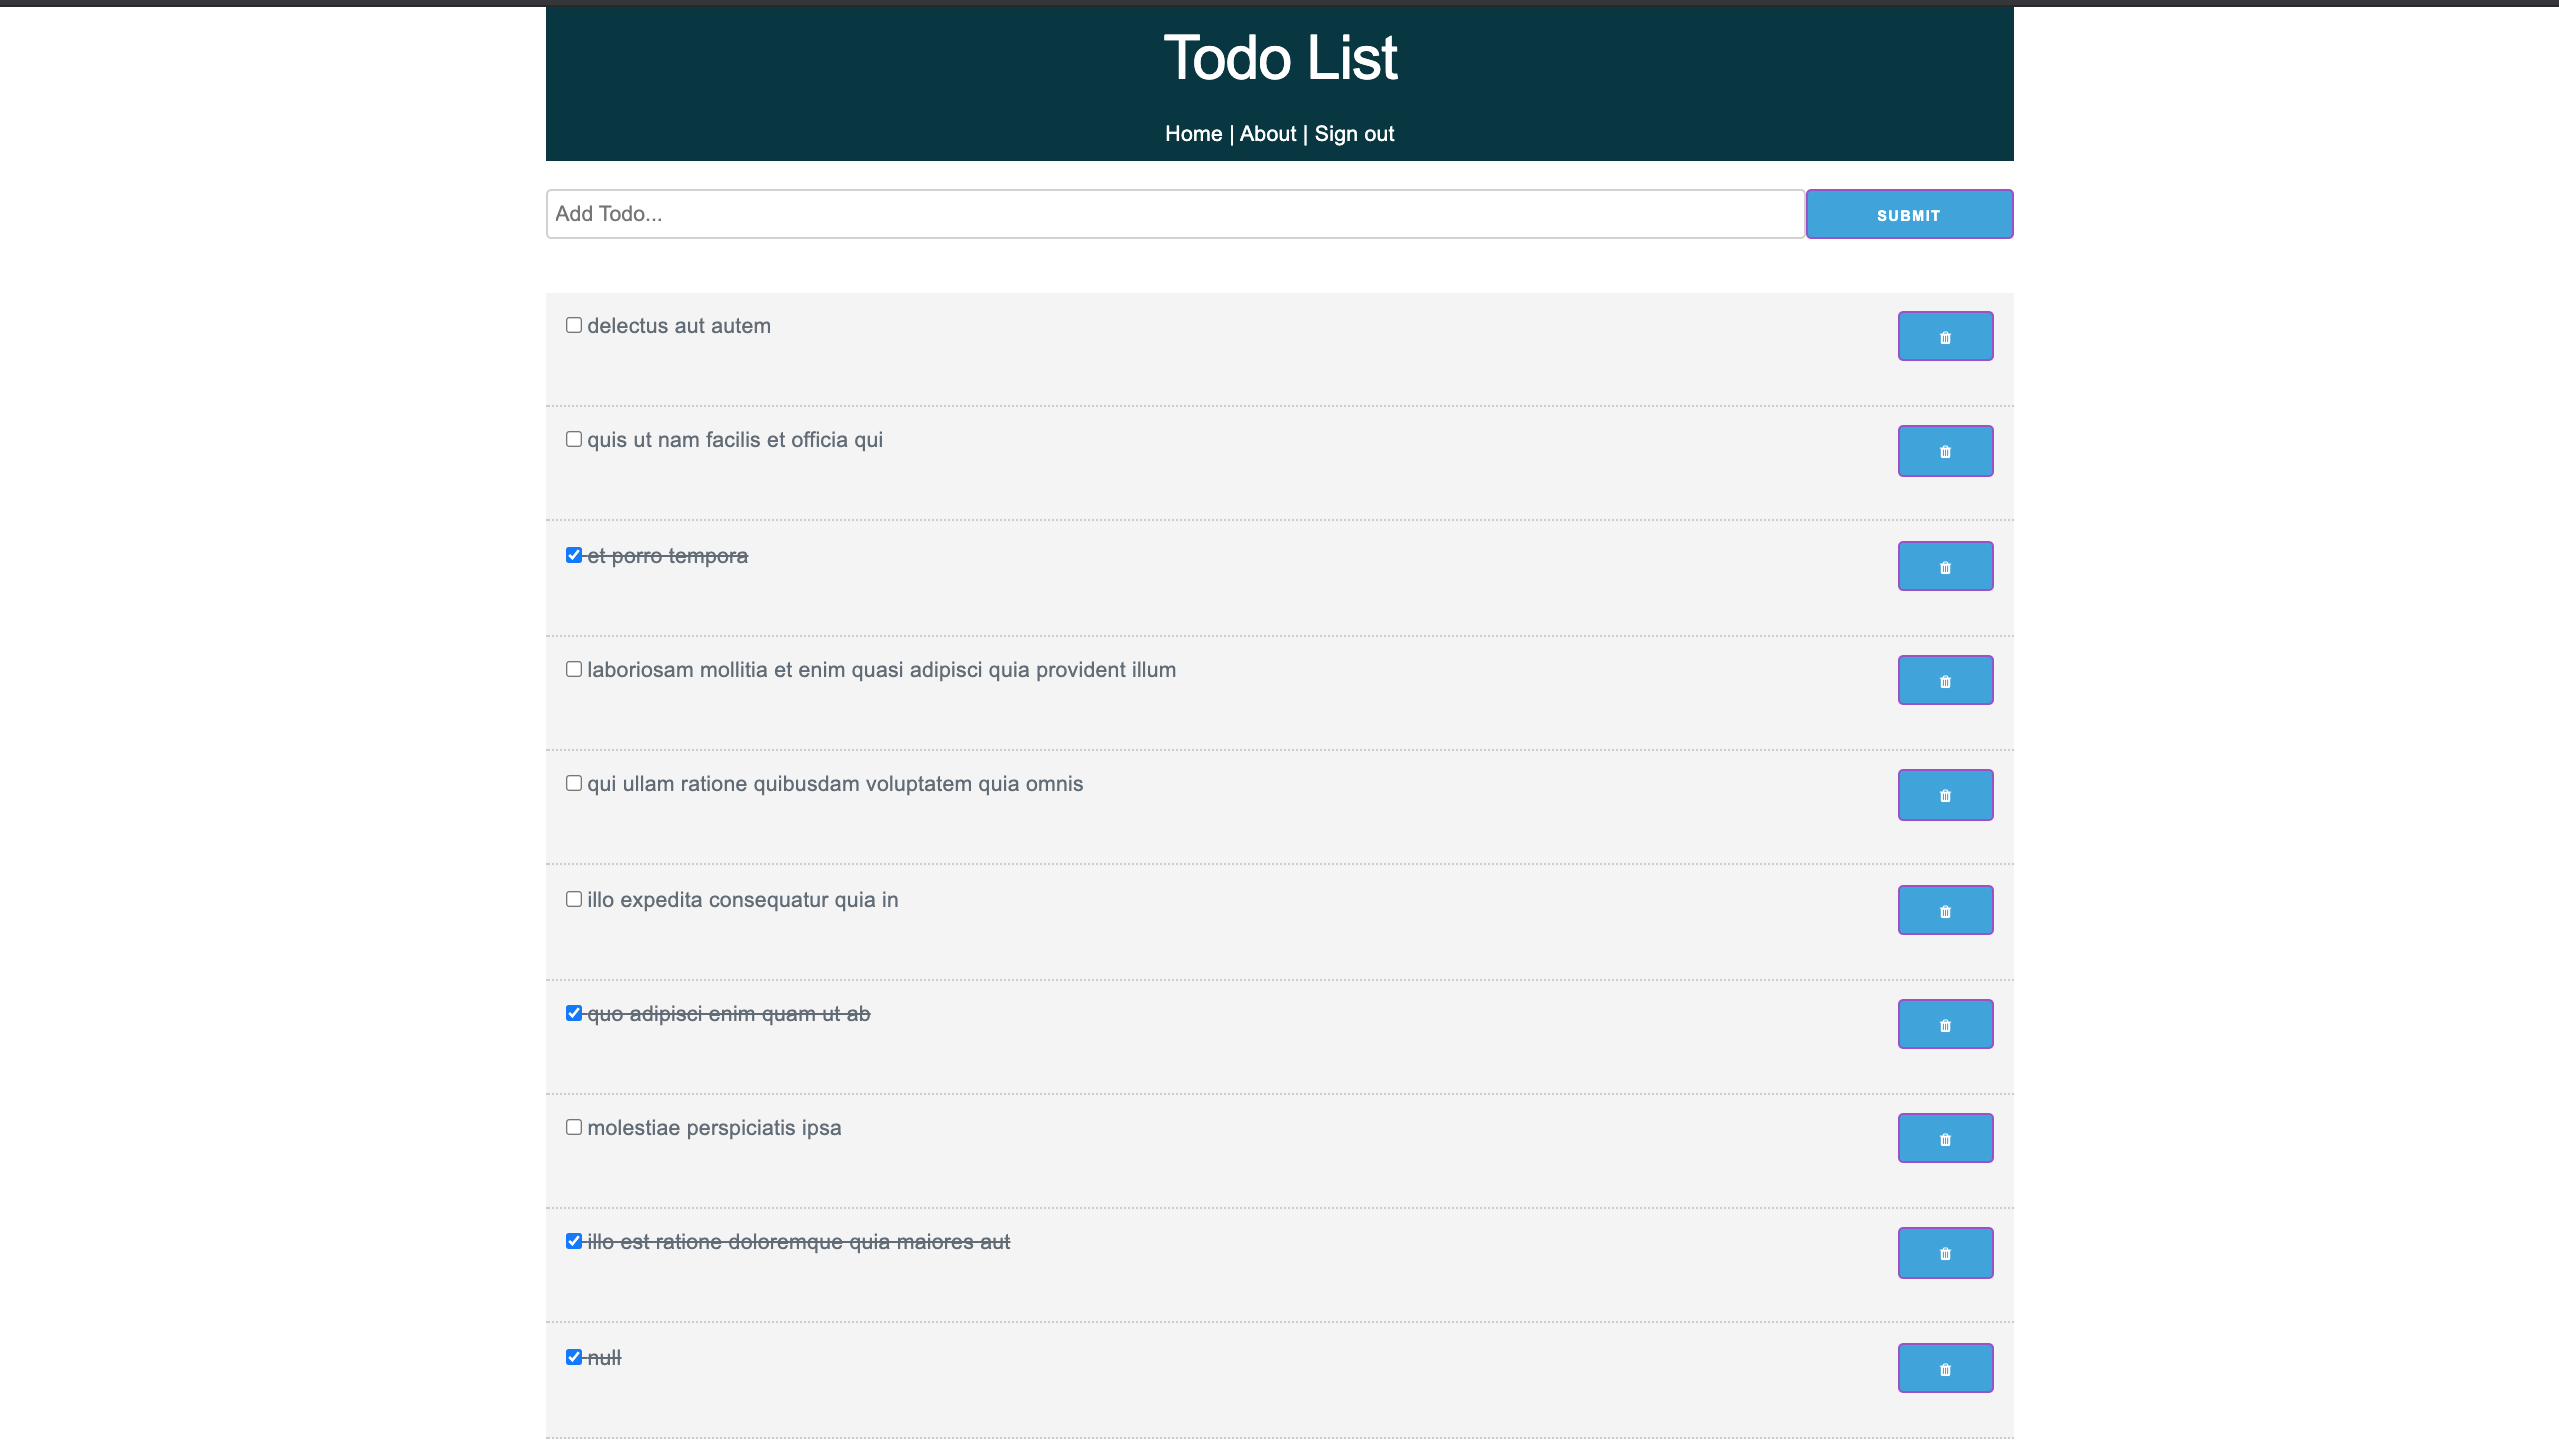 Todo List
Home | About | Sign out
Add Todo...
SUBMIT
delectus aut autem
quis ut nam facilis et officia qui
et porro tempora
laboriosam mollitia et enim quasi adipisci quia provident illum
qui ullam ratione quibusdam voluptatem quia omnis
illo expedita consequatur quia in
quo adipisci enim quam ut ab
molestiae perspiciatis ipsa
illo est ratione doloremque quia maiores aut
null